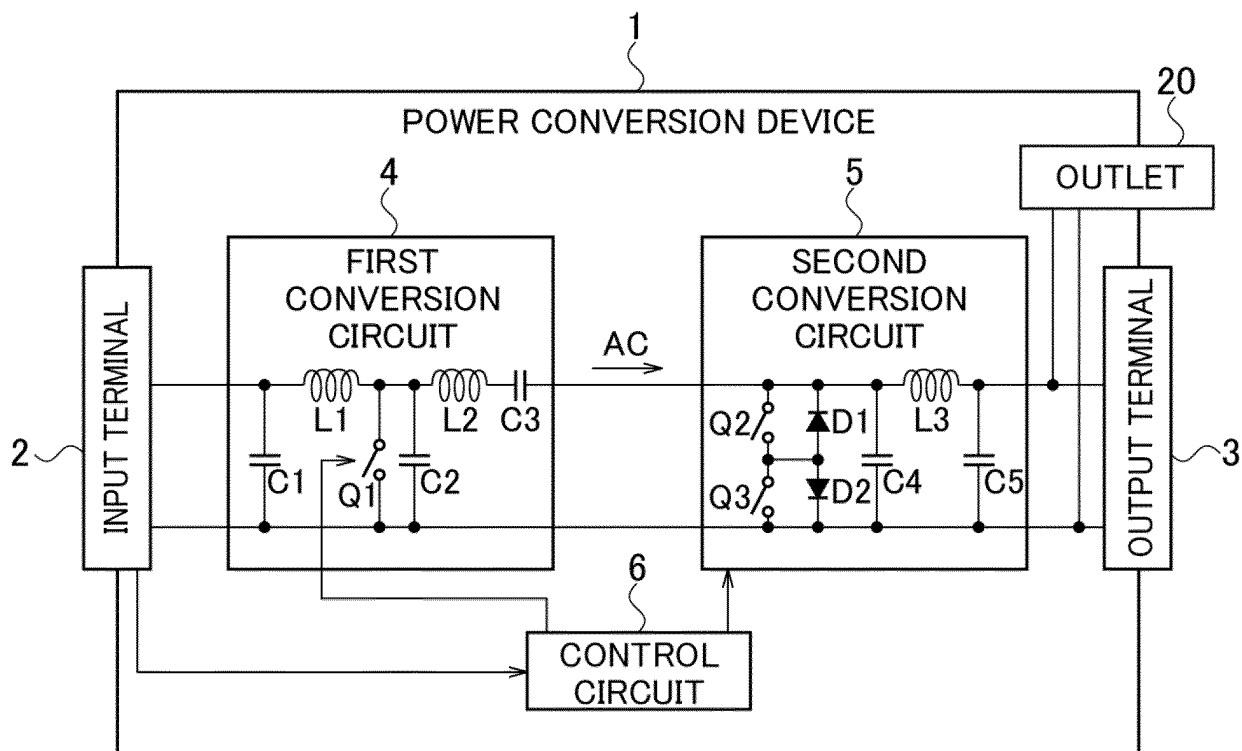 1
POWER CONVERSION DEVICE
20
OUTLET
4
FIRST
CONVERSION
CIRCUIT
5
SECOND
CONVERSION
CIRCUIT
AC
2
INPUT TERMINAL
L1
L2
C3
C1
Q1
C2
Q2
D1
L3
Q3
D2
C4
C5
OUTPUT TERMINAL
3
6
CONTROL
CIRCUIT